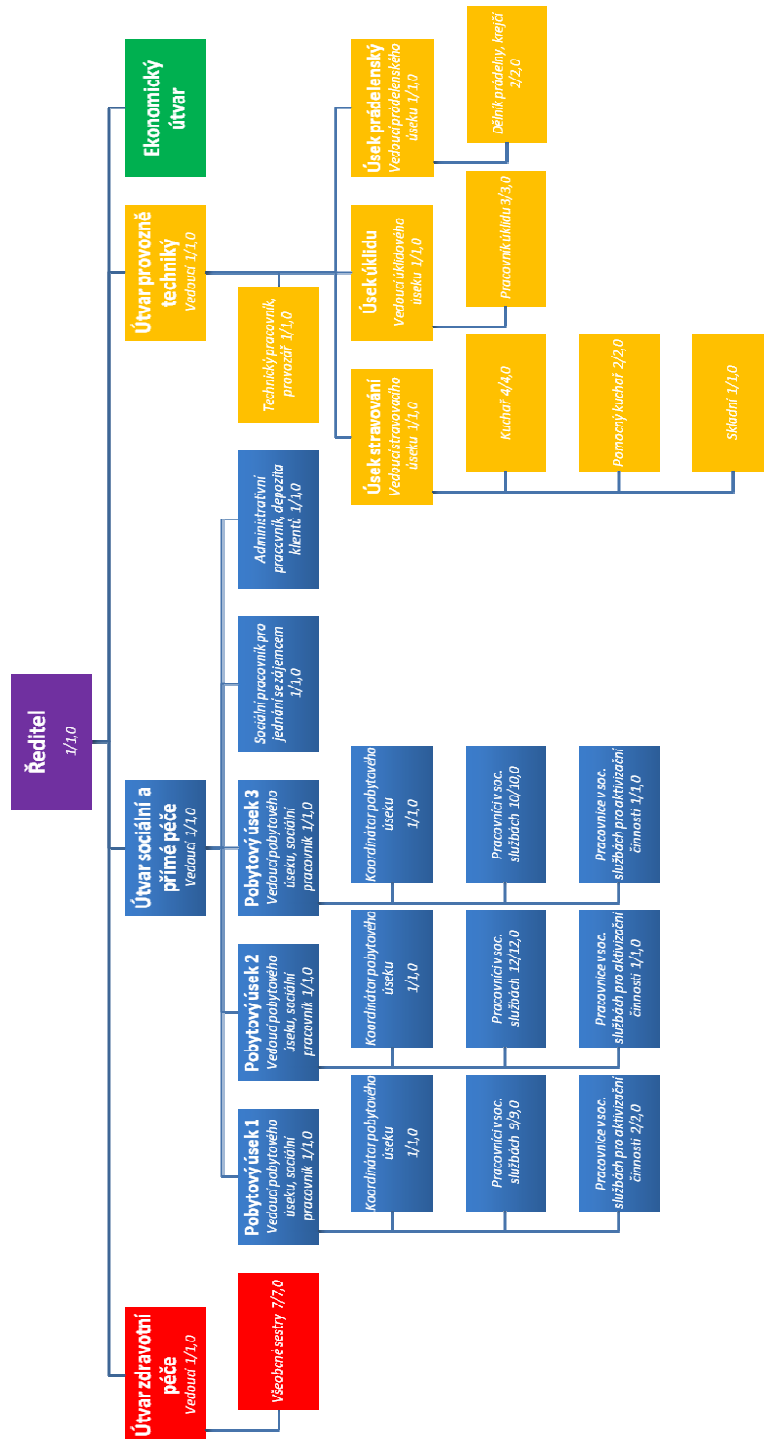 Ředitel
1/1,0
Útvar zdravotní
péče
Vedoucí 1/1,0
Všeobcné sestry 7/7,0
Útvar sociální a
přímé péče
Vedoucí 1/1,0
Pobytový úsek 1
Vedoucí pobytového
úseku, sociální
pracovník 1/1,0
Koordinátor pobytového
úseku
1/1,0
Pracovníci v soc.
službách 9/9,0
Pracovnice v soc.
službách pro aktivizační
činnosti 2/2,0
Pobytový úsek 2
Vedoucí pobytového
úseku, sociální
pracovník 1/1,0
Koordinátor pobytového
úseku
1/1,0
Pracovníci v soc.
službách 12/12,0
Pracovnice v soc.
službách pro aktivizační
činnosti 1/1,0
Pobytový úsek 3
Vedoucí pobytového
úseku, sociální
pracovník 1/1,0
Koordinátor pobytového
úseku
1/1,0
Pracovníci v soc.
službách 10/10,0
Pracovnice v soc.
službách pro aktivizační
činnosti 1/1,0
Sociální pracovník pro
jednání se zájemcem
1/1,0
Administrativní
pracovník, depozita
klientů 1/1,0
Útvar provozně
techniký
Vedoucí 1/1,0
Technický pracovník,
provozář 1/1,0
Úsek stravování
Vedoucí stravovacího
úseku 1/1,0
Kuchař 4/4,0
Pomocný kuchař 2/2,0
Skladní 1/1,0
Úsek úklidu
Vedoucí úklidového
úseku 1/1,0
Pracovník úklidu 3/3,0
Úsek prádelenský
Vedoucí prádelenského
úseku 1/1,0
Dělník prádelny, krejčí
2/2,0
Ekonomický
útvar